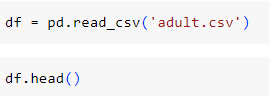 df = pd.read_csv('adult.csv')
df.head()